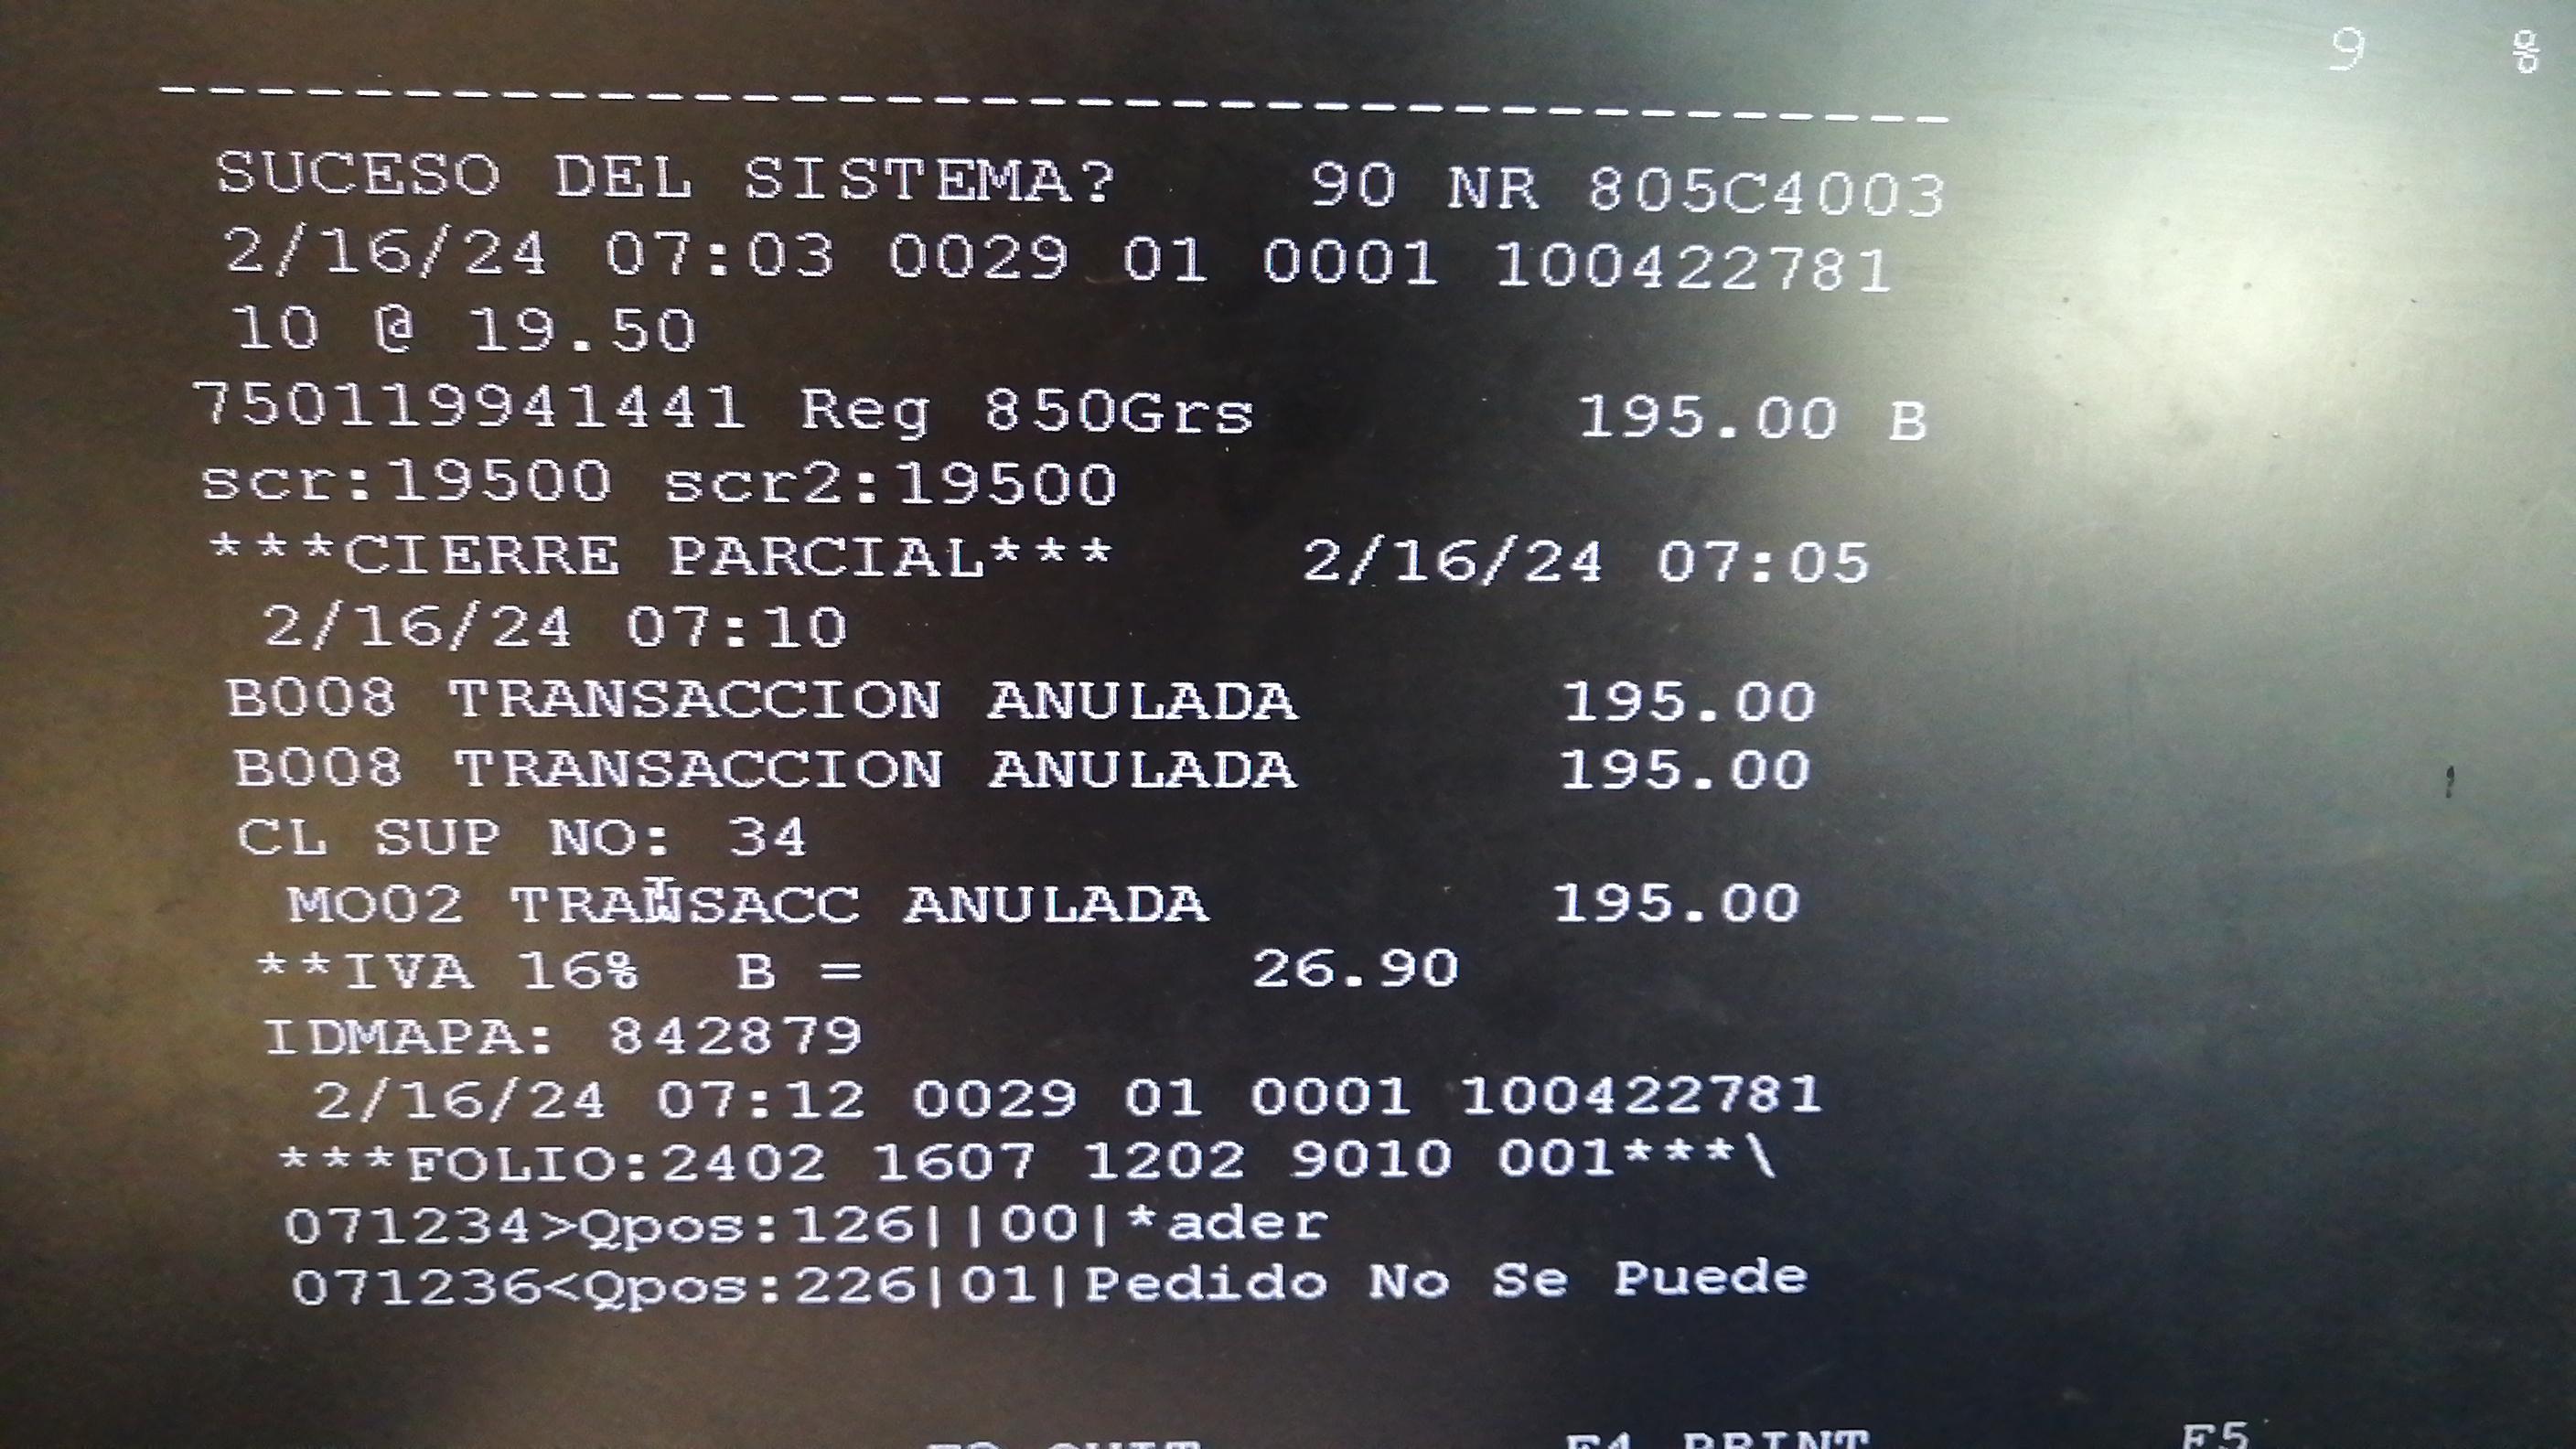 9 %
------------------------------
SUCESO DEL SISTEMA? 90 NR 805C4003
2/16/24 07:03 0029 01 0001 100422781
10 @ 19.50
750119941441 Reg 850Grs 195.00 B
scr:19500 scr2:19500
***CIERRE PARCIAL*** 2/16/24 07:05
2/16/24 07:10
B008 TRANSACCION ANULADA 195.00
B008 TRANSACCION ANULADA 195.00
CL SUP NO: 34
MO02 TRANSACC ANULADA 195.00
**IVA 16% B = 26.90
IDMAPA: 842879
2/16/24 07:12 0029 01 0001 100422781
***FOLIO:2402 1607 1202 9010 001***\
071234>Qpos:126||00|*ader
071236<Qpos:226|01|Pedido No Se Puede
QUIT F4 PRINT F5